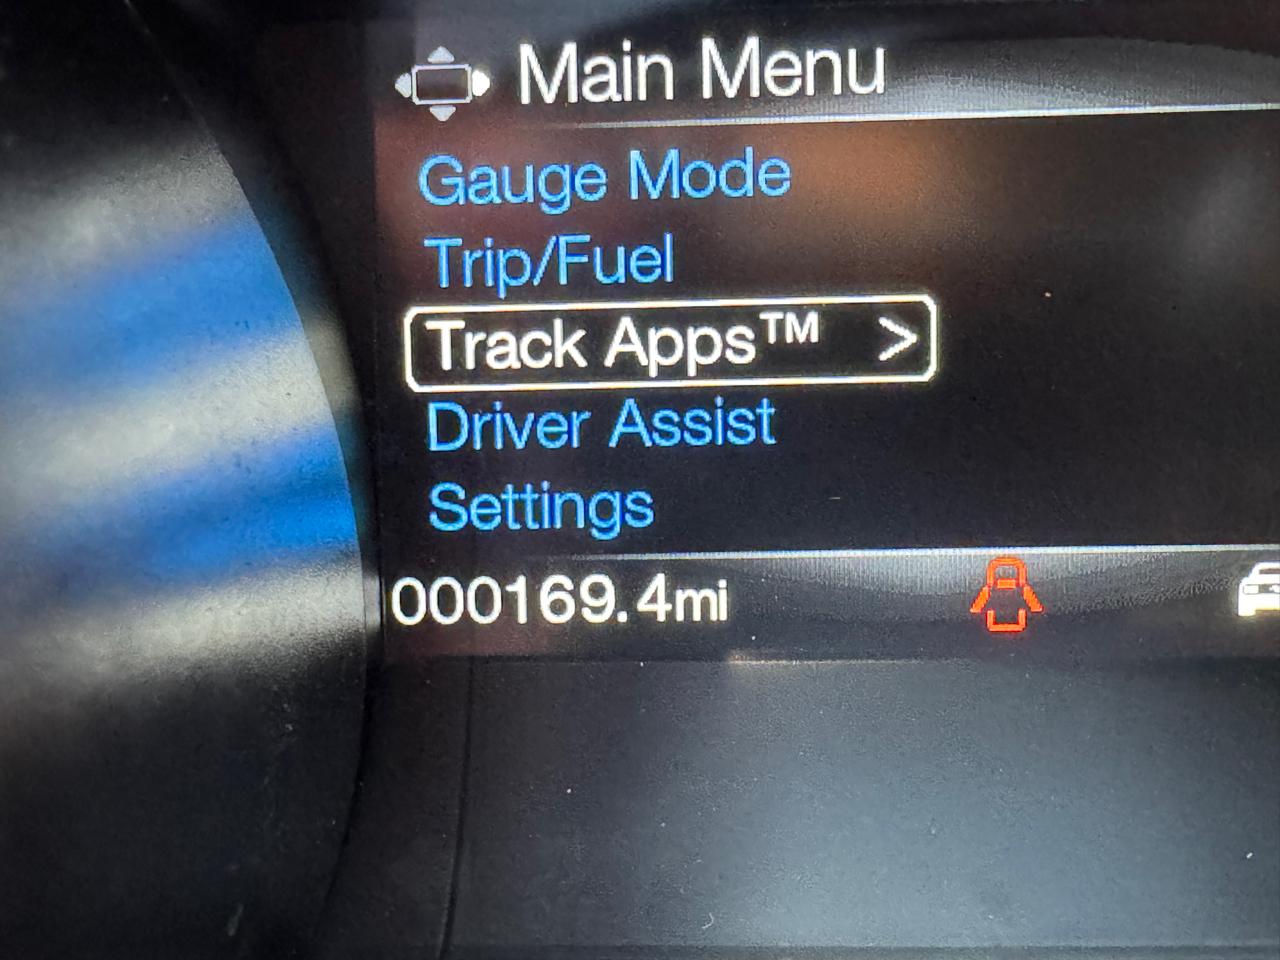 Main Menu
Gauge Mode
Trip/Fuel
Track Apps™ >
Driver Assist
Settings
000169.4mi